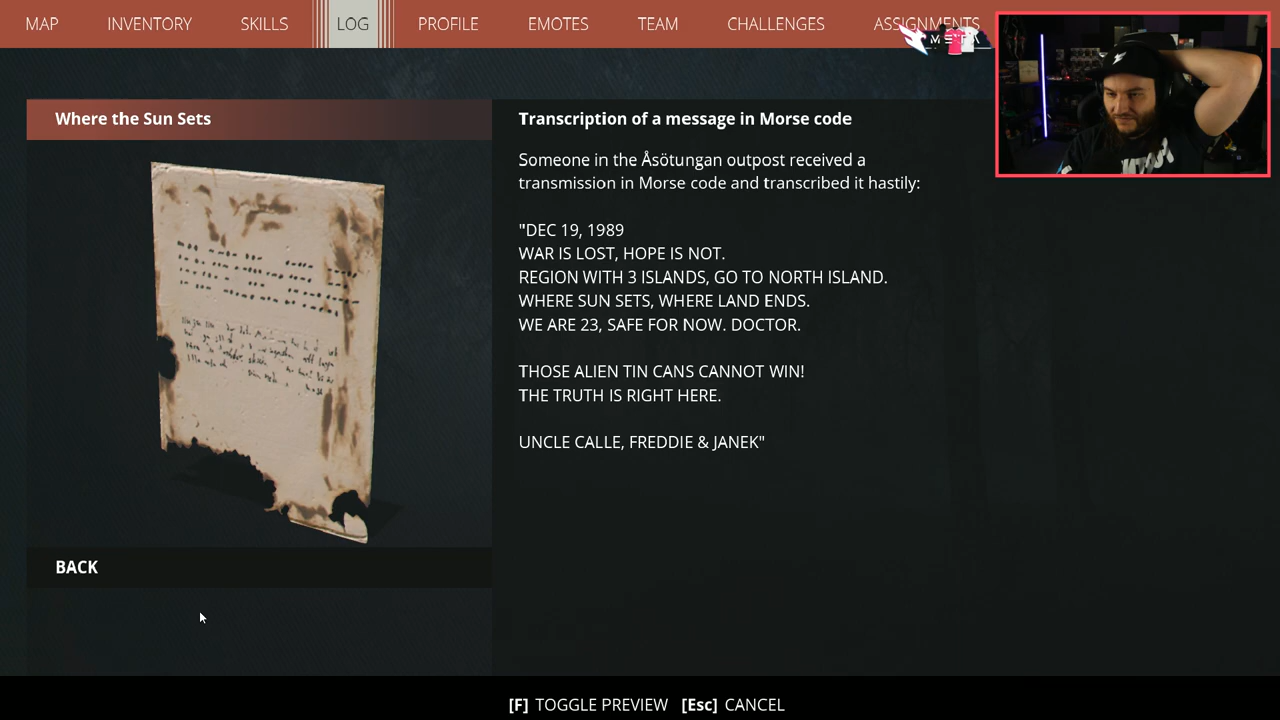 MAP INVENTORY SKILLS LOG PROFILE EMOTES TEAM CHALLENGES ASSIGNMENTS
Where the Sun Sets
Transcription of a message in Morse code
Someone in the Åsötungan outpost received a
transmission in Morse code and transcribed it hastily:
"DEC 19, 1989
WAR IS LOST, HOPE IS NOT.
REGION WITH 3 ISLANDS, GO TO NORTH ISLAND.
WHERE SUN SETS, WHERE LAND ENDS.
WE ARE 23, SAFE FOR NOW. DOCTOR.
THOSE ALIEN TIN CANS CANNOT WIN!
THE TRUTH IS RIGHT HERE.
UNCLE CALLE, FREDDIE & JANEK"
BACK
[F] TOGGLE PREVIEW [Esc] CANCEL